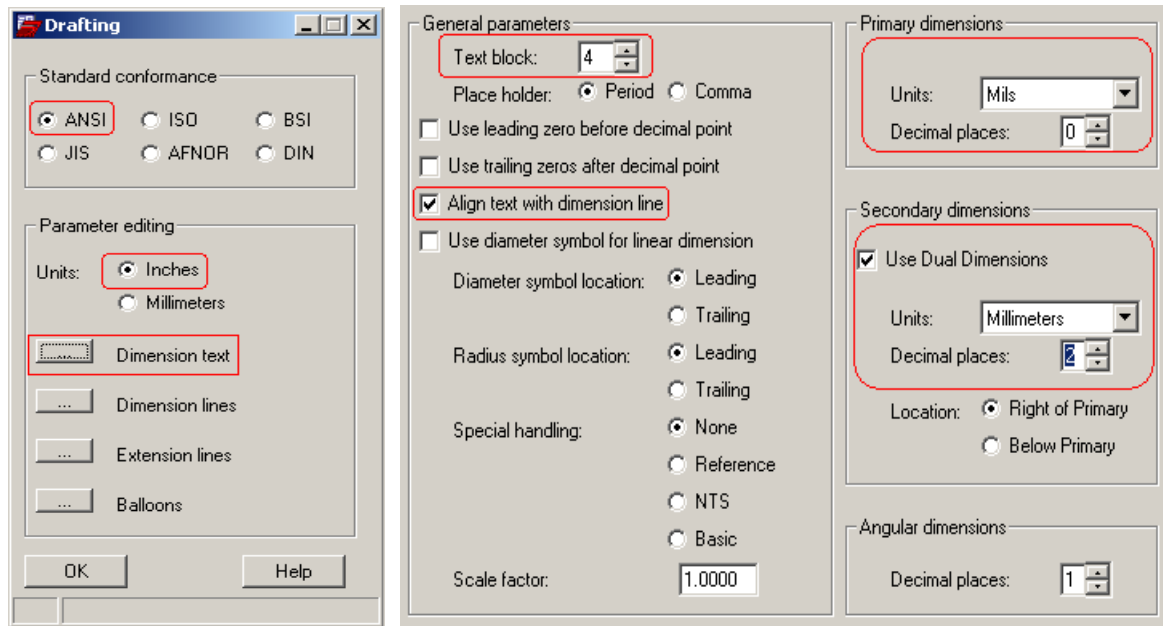 Drafting
Standard conformance
ANSI ISO BSI
JIS AFNOR DIN
Parameter editing
Units: Inches
Millimeters
... Dimension text
... Dimension lines
... Extension lines
... Balloons
OK Help
General parameters
Text block: 4
Place holder: Period Comma
Use leading zero before decimal point
Use trailing zeros after decimal point
Align text with dimension line
Use diameter symbol for linear dimension
Diameter symbol location: Leading
Trailing
Radius symbol location: Leading
Trailing
Special handling: None
Reference
NTS
Basic
Scale factor: 1.0000
Primary dimensions
Units: Mils
Decimal places: 0
Secondary dimensions
Use Dual Dimensions
Units: Millimeters
Decimal places: 2
Location: Right of Primary
Below Primary
Angular dimensions
Decimal places: 1